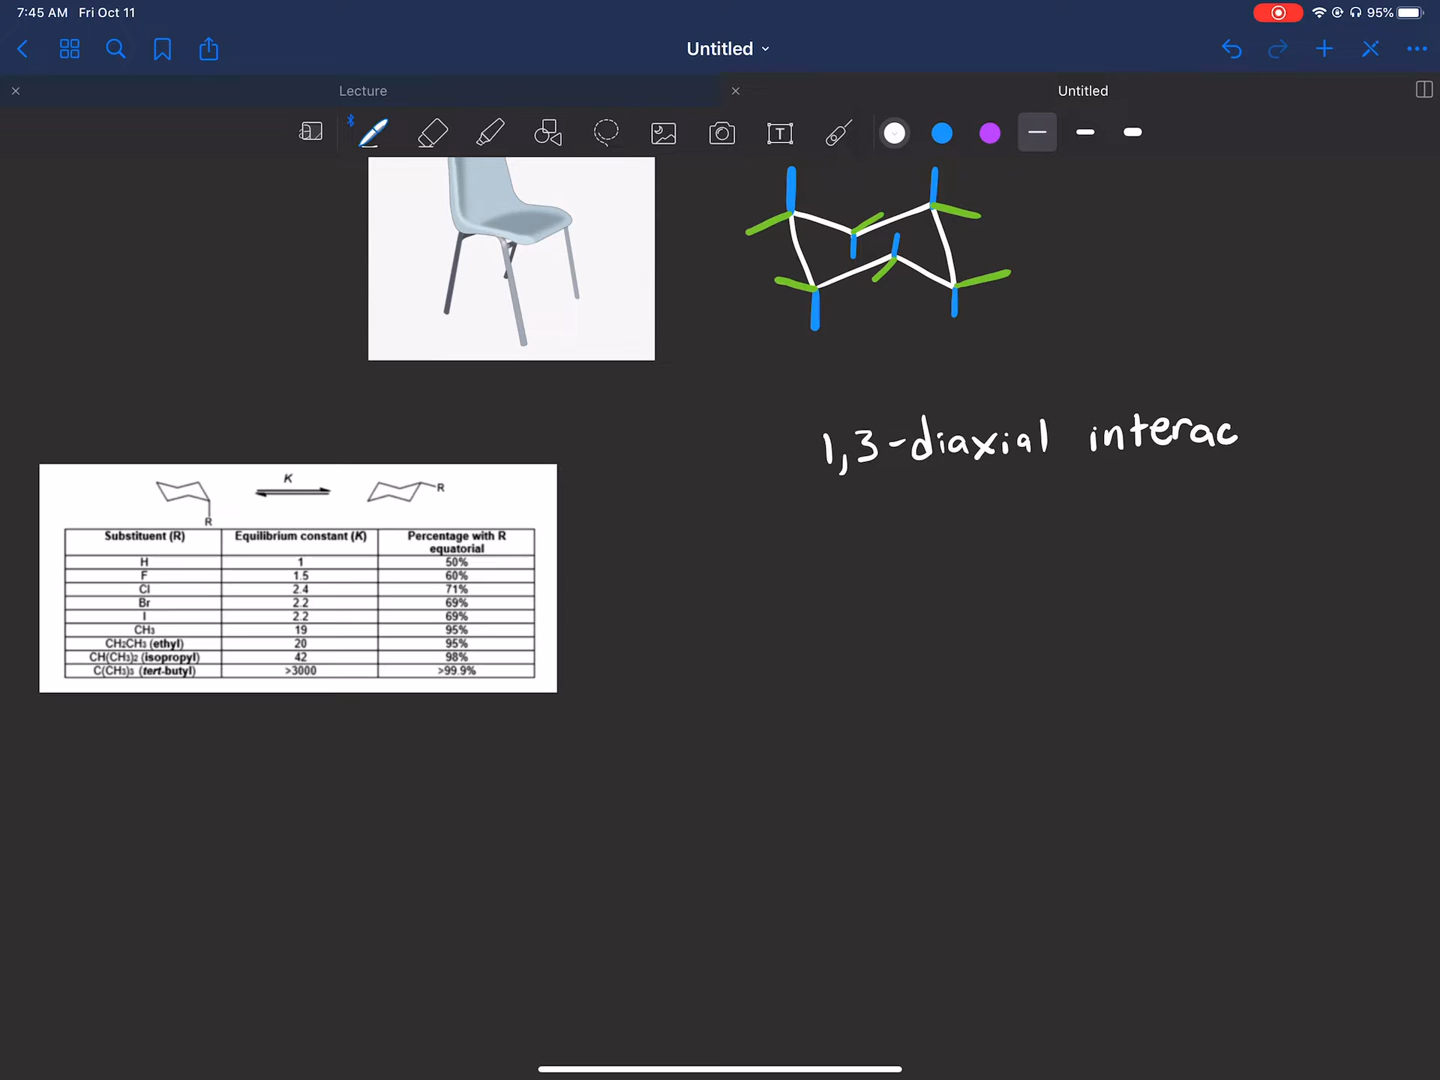 7:45 AM Fri Oct 11
95%
Untitled
Lecture
Untitled
T
1,3-diaxial interac
K
R
R
Substituent (R) Equilibrium constant (K) Percentage with R equatorial
H 1 50%
F 1.5 60%
Cl 2.4 71%
Br 2.2 69%
I 2.2 69%
CH3 19 95%
CH2CH3 (ethyl) 20 95%
CH(CH3)2 (isopropyl) 42 98%
C(CH3)3 (tert-butyl) >3000 >99.9%